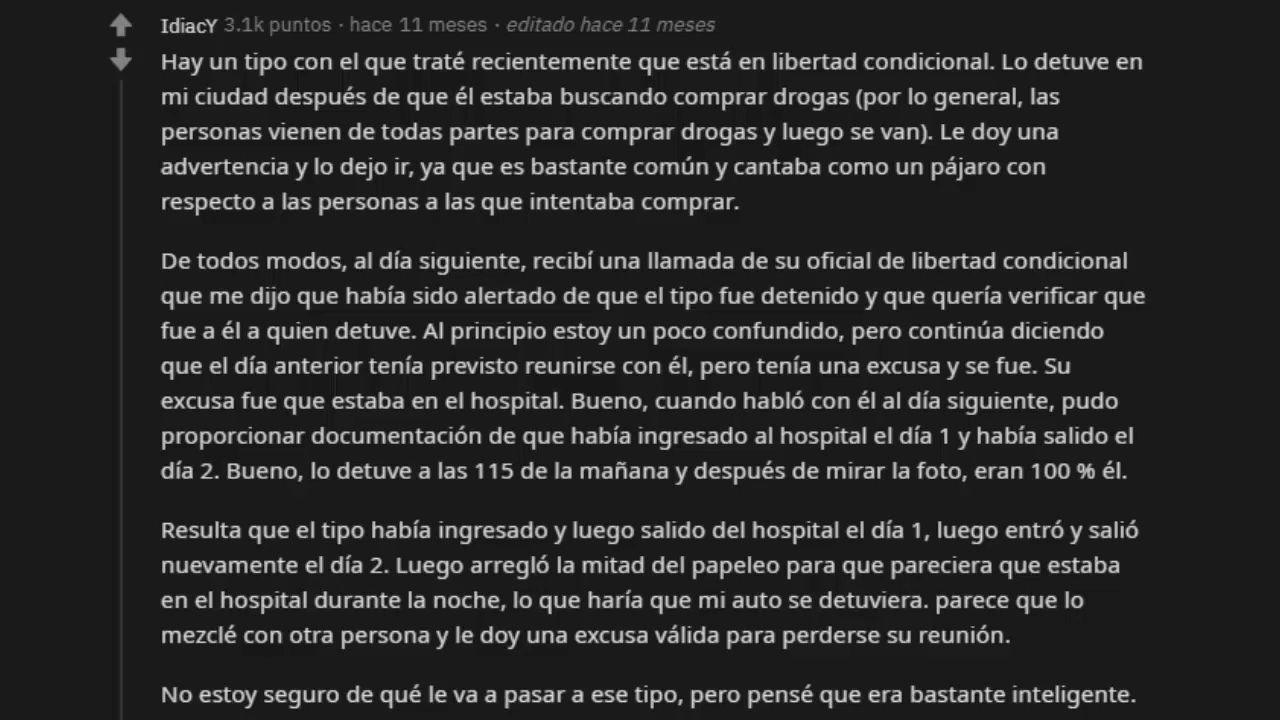 IdiacY 3.1k puntos · hace 11 meses · editado hace 11 meses
Hay un tipo con el que traté recientemente que está en libertad condicional. Lo detuve en
mi ciudad después de que él estaba buscando comprar drogas (por lo general, las
personas vienen de todas partes para comprar drogas y luego se van). Le doy una
advertencia y lo dejo ir, ya que es bastante común y cantaba como un pájaro con
respecto a las personas a las que intentaba comprar.
De todos modos, al día siguiente, recibí una llamada de su oficial de libertad condicional
que me dijo que había sido alertado de que el tipo fue detenido y que quería verificar que
fue a él a quien detuve. Al principio estoy un poco confundido, pero continúa diciendo
que el día anterior tenía previsto reunirse con él, pero tenía una excusa y se fue. Su
excusa fue que estaba en el hospital. Bueno, cuando habló con él al día siguiente, pudo
proporcionar documentación de que había ingresado al hospital el día 1 y había salido el
día 2. Bueno, lo detuve a las 115 de la mañana y después de mirar la foto, eran 100 % él.
Resulta que el tipo había ingresado y luego salido del hospital el día 1, luego entró y salió
nuevamente el día 2. Luego arregló la mitad del papeleo para que pareciera que estaba
en el hospital durante la noche, lo que haría que mi auto se detuviera. parece que lo
mezclé con otra persona y le doy una excusa válida para perderse su reunión.
No estoy seguro de qué le va a pasar a ese tipo, pero pensé que era bastante inteligente.